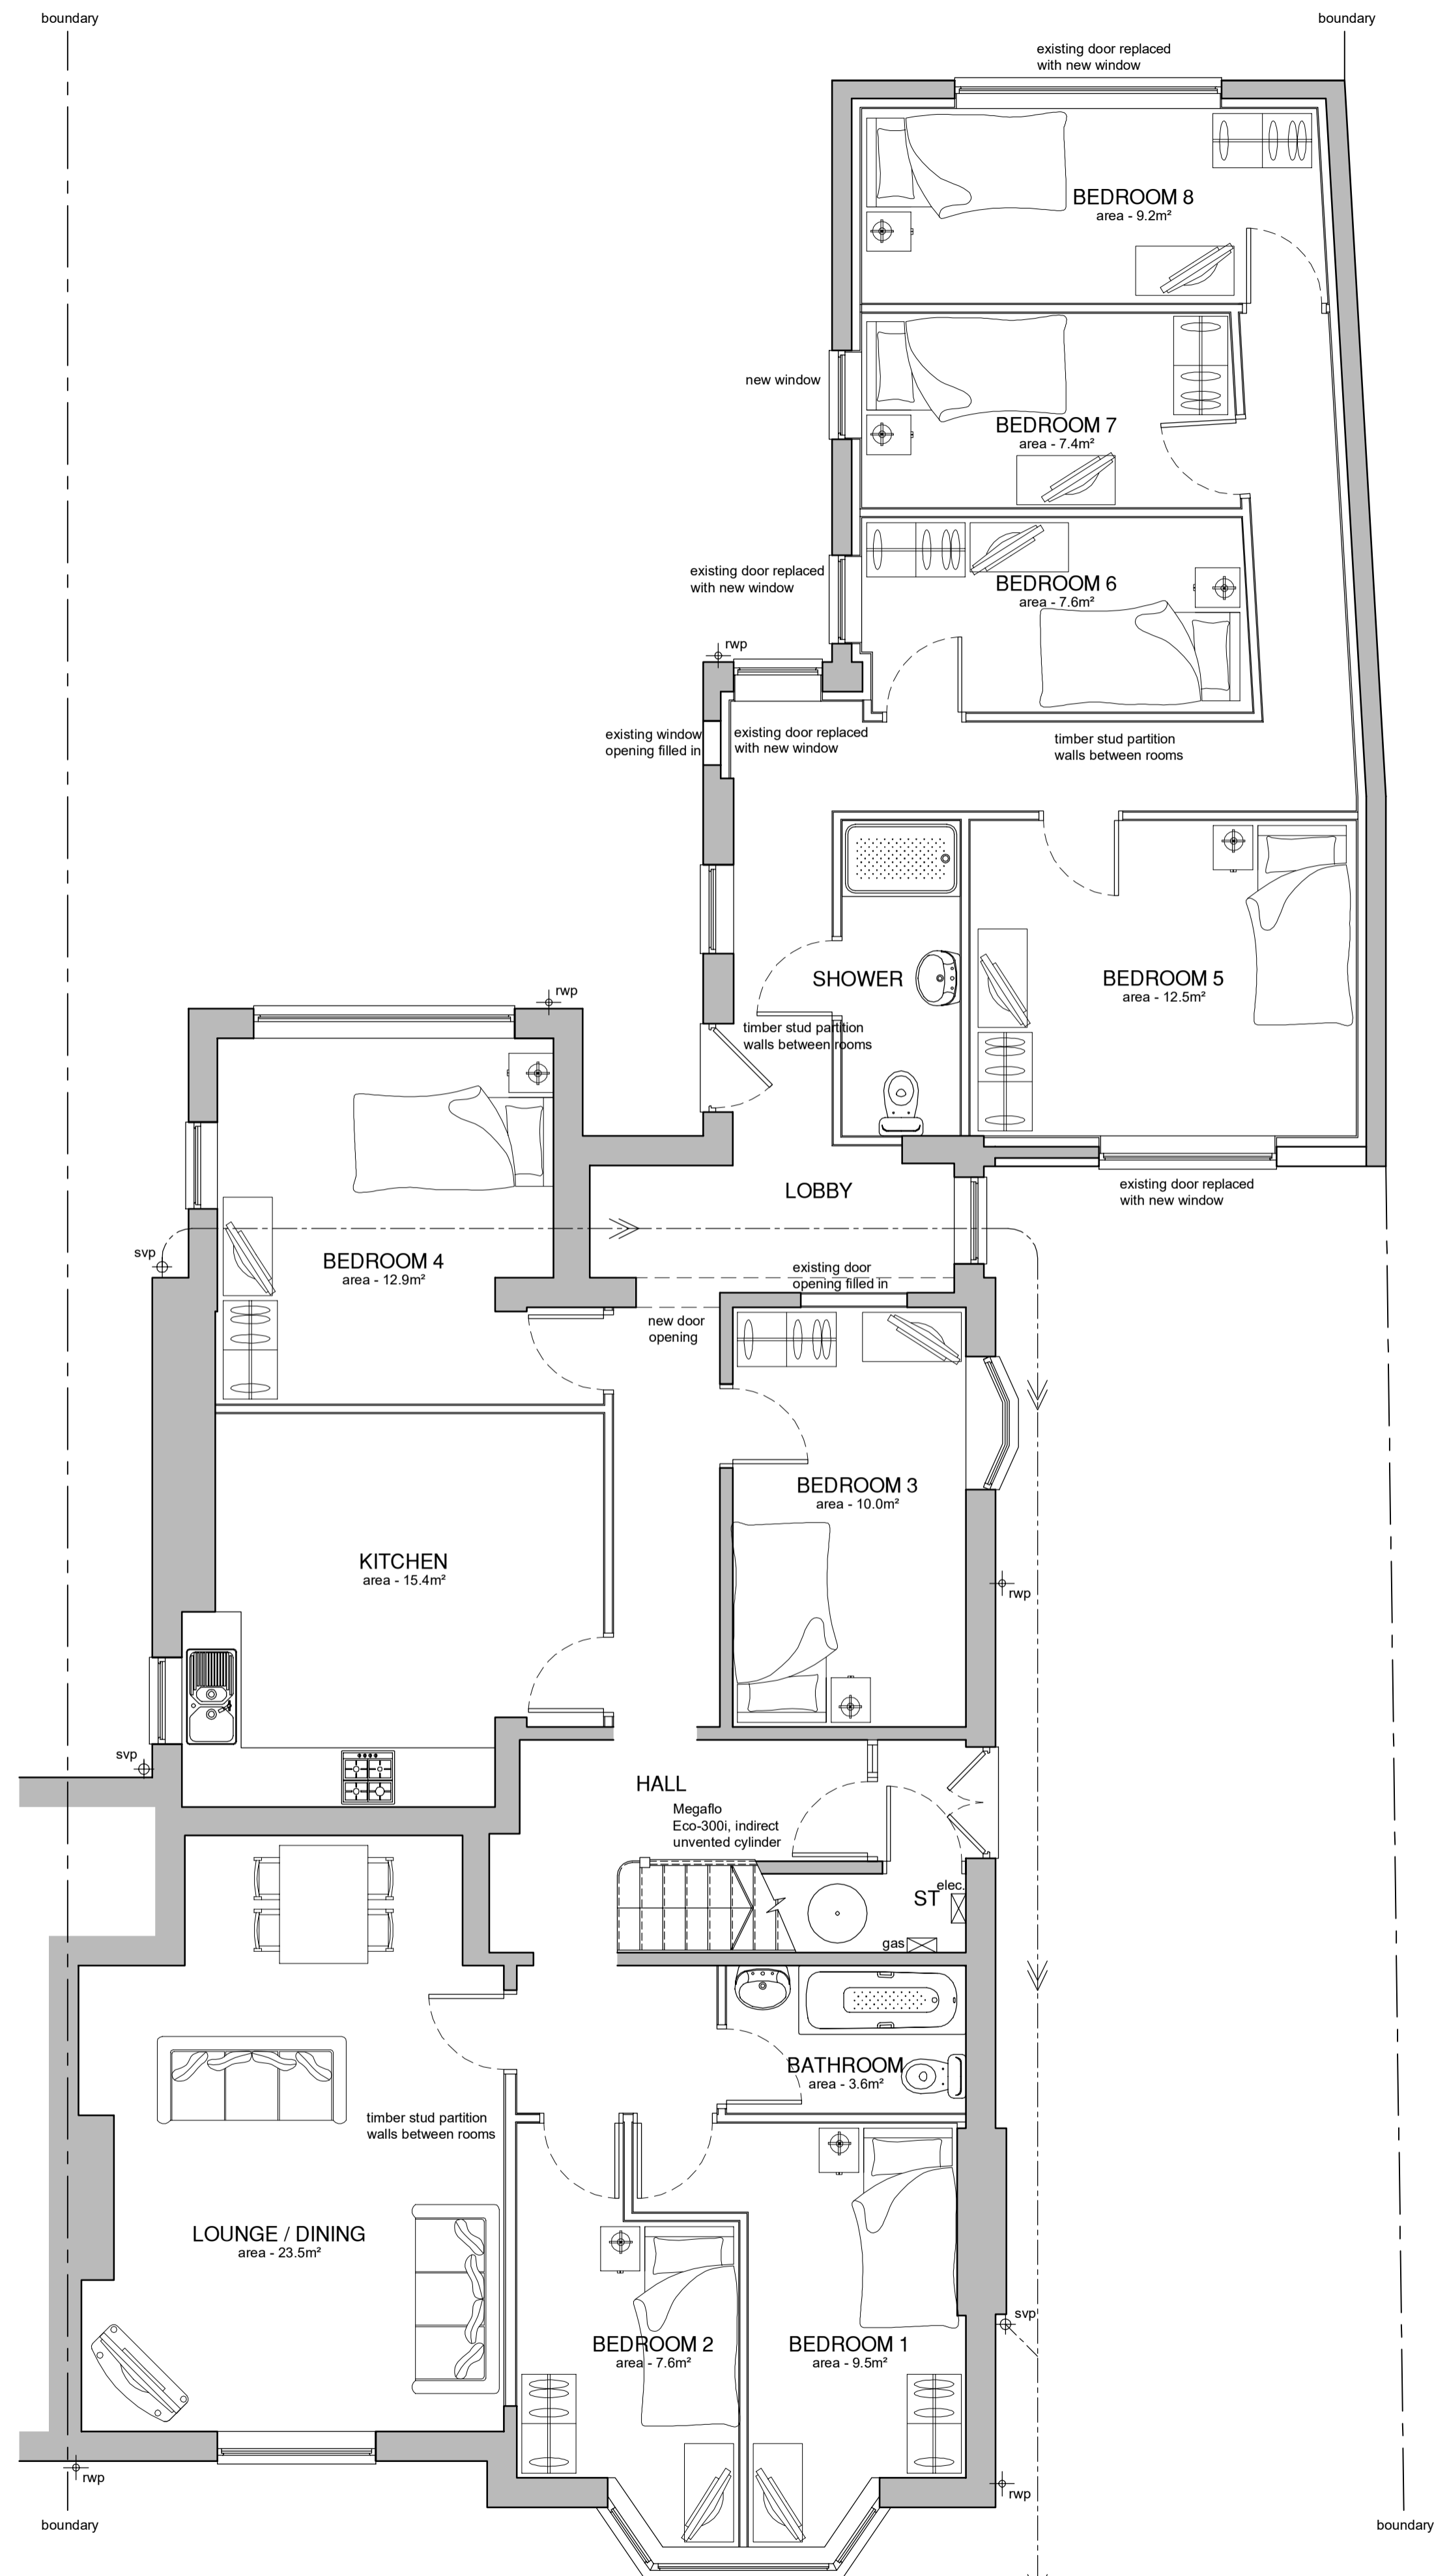 boundary
boundary
existing door replaced
with new window
BEDROOM 8
area - 9.2m²
new window
BEDROOM 7
area - 7.4m²
existing door replaced
with new window
BEDROOM 6
area - 7.6m²
rwp
existing window
opening filled in
existing door replaced
with new window
timber stud partition
walls between rooms
SHOWER
BEDROOM 5
area - 12.5m²
rwp
timber stud partition
walls between rooms
LOBBY
existing door replaced
with new window
svp
BEDROOM 4
area - 12.9m²
existing door
opening filled in
new door
opening
BEDROOM 3
area - 10.0m²
KITCHEN
area - 15.4m²
rwp
svp
HALL
Megaflo
Eco-300i, indirect
unvented cylinder
elec.
ST
gas
BATHROOM
area - 3.6m²
timber stud partition
walls between rooms
LOUNGE / DINING
area - 23.5m²
svp
BEDROOM 2
area - 7.6m²
BEDROOM 1
area - 9.5m²
rwp
rwp
boundary
boundary